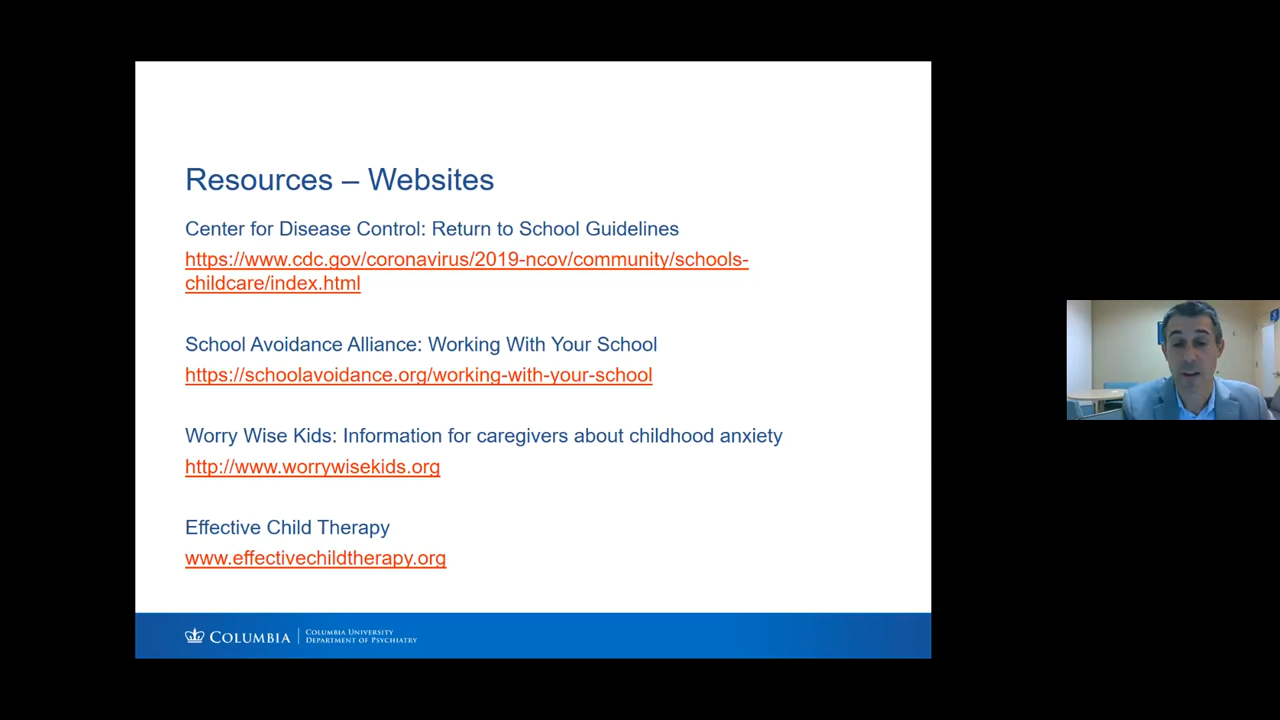 Resources – Websites
Center for Disease Control: Return to School Guidelines
https://www.cdc.gov/coronavirus/2019-ncov/community/schools-
childcare/index.html
School Avoidance Alliance: Working With Your School
https://schoolavoidance.org/working-with-your-school
Worry Wise Kids: Information for caregivers about childhood anxiety
http://www.worrywisekids.org
Effective Child Therapy
www.effectivechildtherapy.org
COLUMBIA
COLUMBIA UNIVERSITY
DEPARTMENT OF PSYCHIATRY